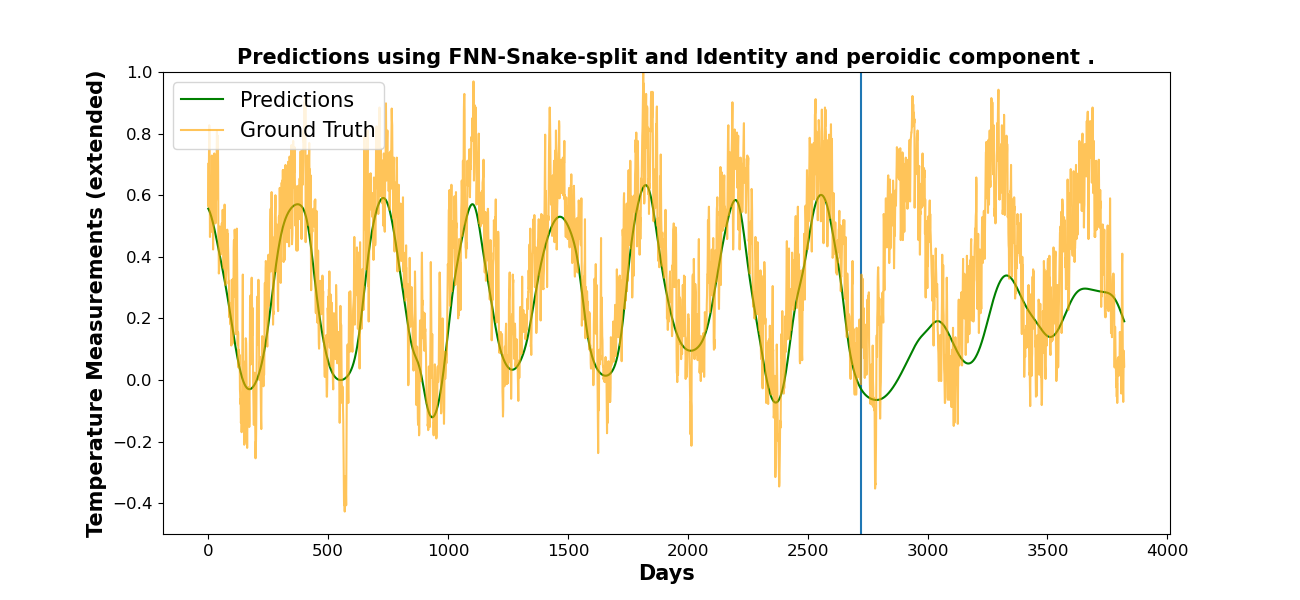 Predictions using FNN-Snake-split and Identity and peroidic component .
Temperature Measurements (extended)
1.0
0.8
0.6
0.4
0.2
0.0
−0.2
−0.4
Predictions
Ground Truth
0 500 1000 1500 2000 2500 3000 3500 4000
Days